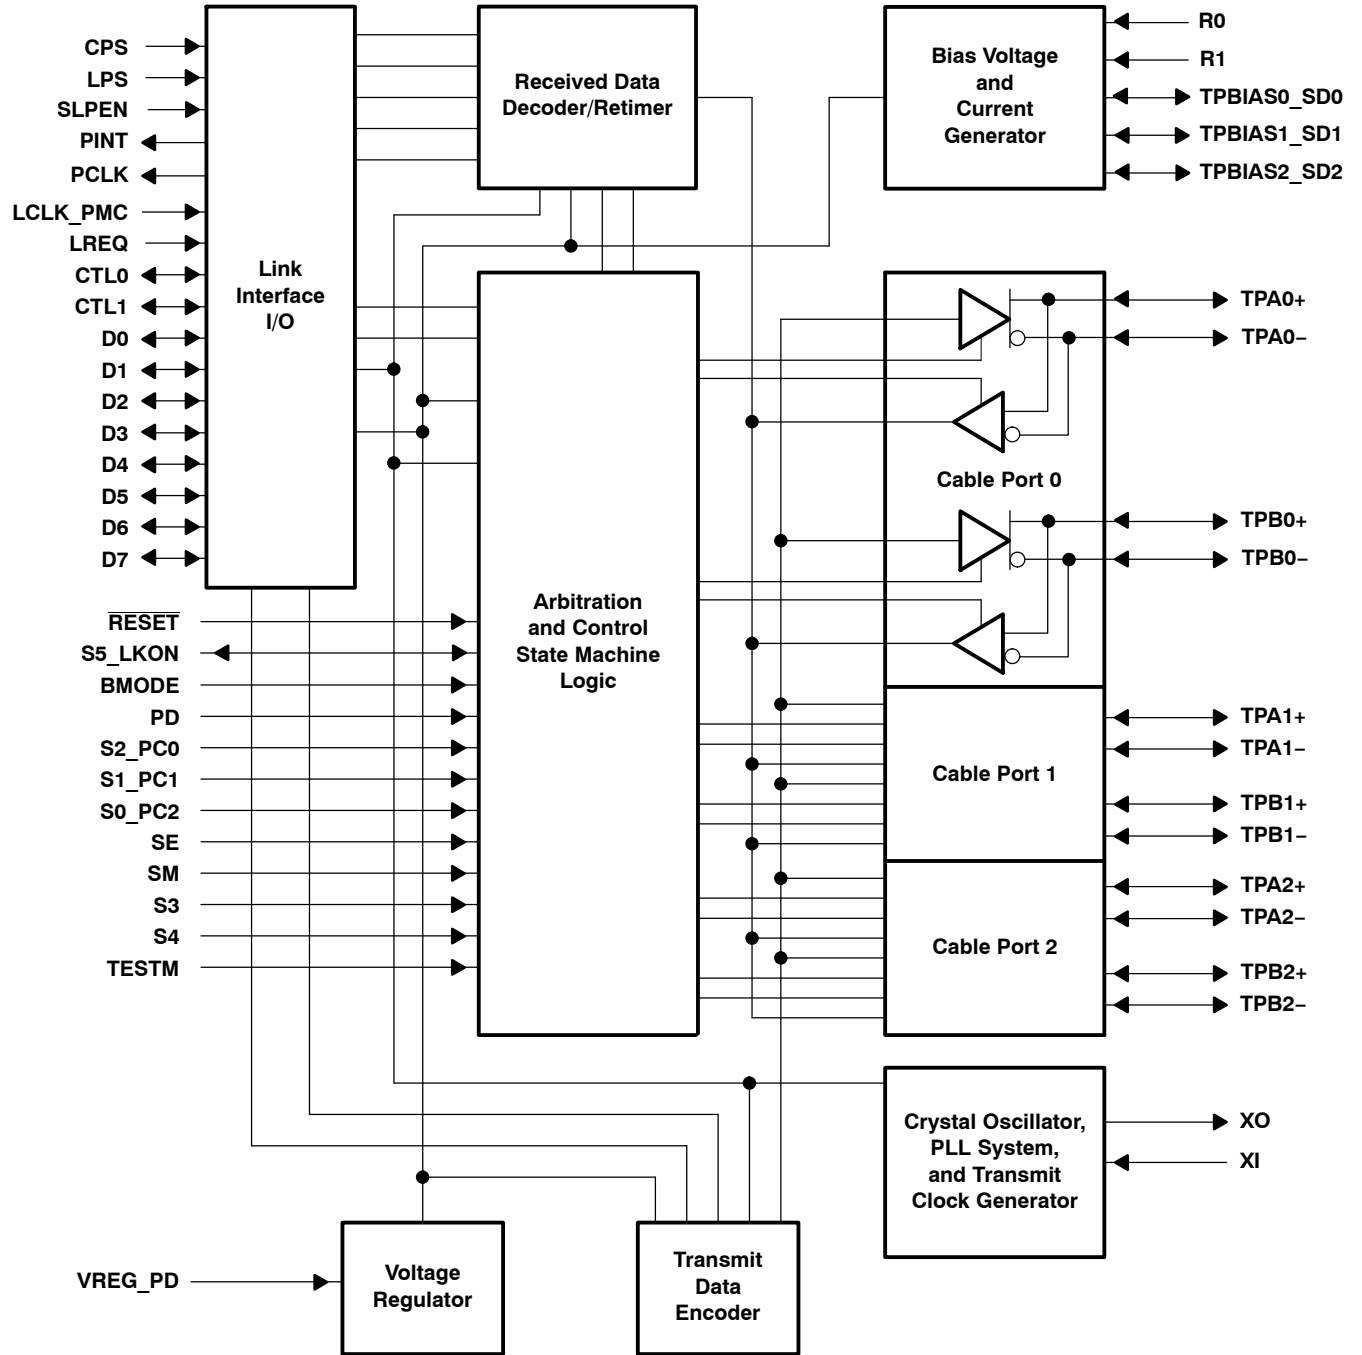 CPS
LPS
SLPEN
PINT
PCLK
LCLK_PMC
LREQ
CTL0
CTL1
D0
D1
D2
D3
D4
D5
D6
D7
RESET
S5_LKON
BMODE
PD
S2_PC0
S1_PC1
S0_PC2
SE
SM
S3
S4
TESTM
VREG_PD
Link
Interface
I/O
Received Data
Decoder/Retimer
Arbitration
and Control
State Machine
Logic
Voltage
Regulator
Transmit
Data
Encoder
Bias Voltage
and
Current
Generator
Cable Port 0
Cable Port 1
Cable Port 2
Crystal Oscillator,
PLL System,
and Transmit
Clock Generator
R0
R1
TPBIAS0_SD0
TPBIAS1_SD1
TPBIAS2_SD2
TPA0+
TPA0−
TPB0+
TPB0−
TPA1+
TPA1−
TPB1+
TPB1−
TPA2+
TPA2−
TPB2+
TPB2−
XO
XI